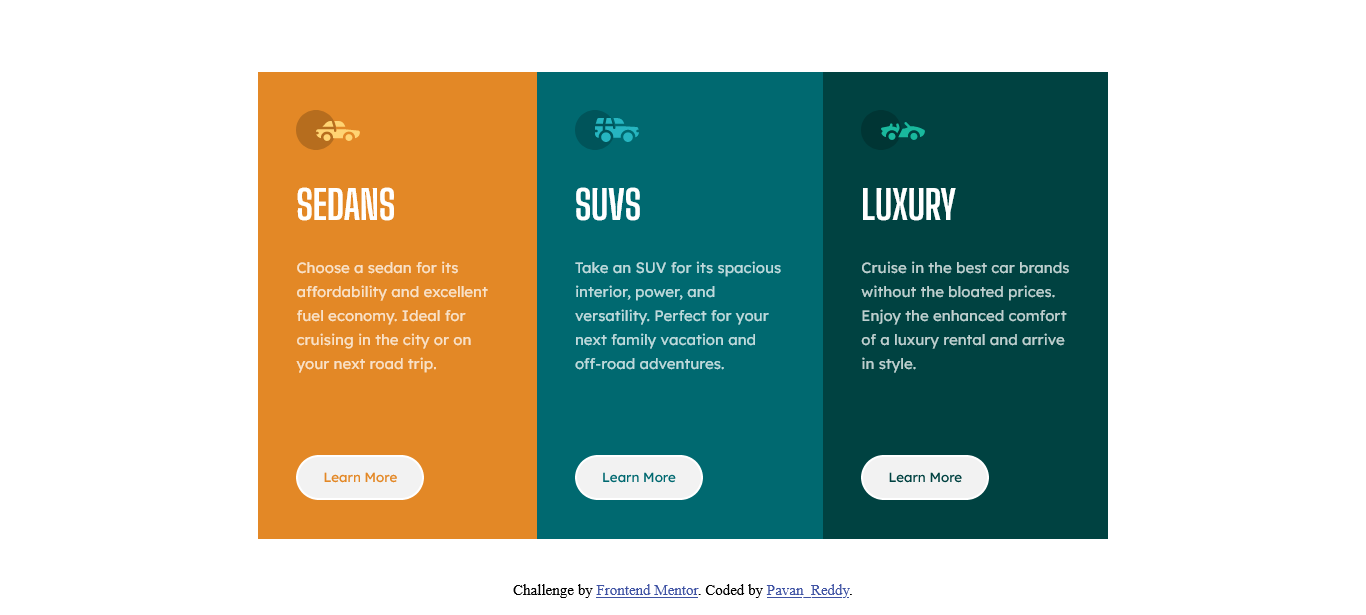 SEDANS
Choose a sedan for its
affordability and excellent
fuel economy. Ideal for
cruising in the city or on
your next road trip.
Learn More
SUVS
Take an SUV for its spacious
interior, power, and
versatility. Perfect for your
next family vacation and
off-road adventures.
Learn More
LUXURY
Cruise in the best car brands
without the bloated prices.
Enjoy the enhanced comfort
of a luxury rental and arrive
in style.
Learn More
Challenge by Frontend Mentor. Coded by Pavan_Reddy.